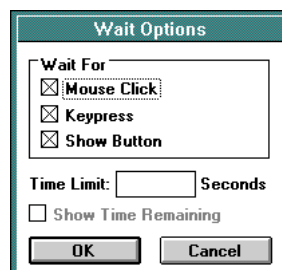 Wait Options
Wait For
Mouse Click
Keypress
Show Button
Time Limit: Seconds
Show Time Remaining
OK Cancel